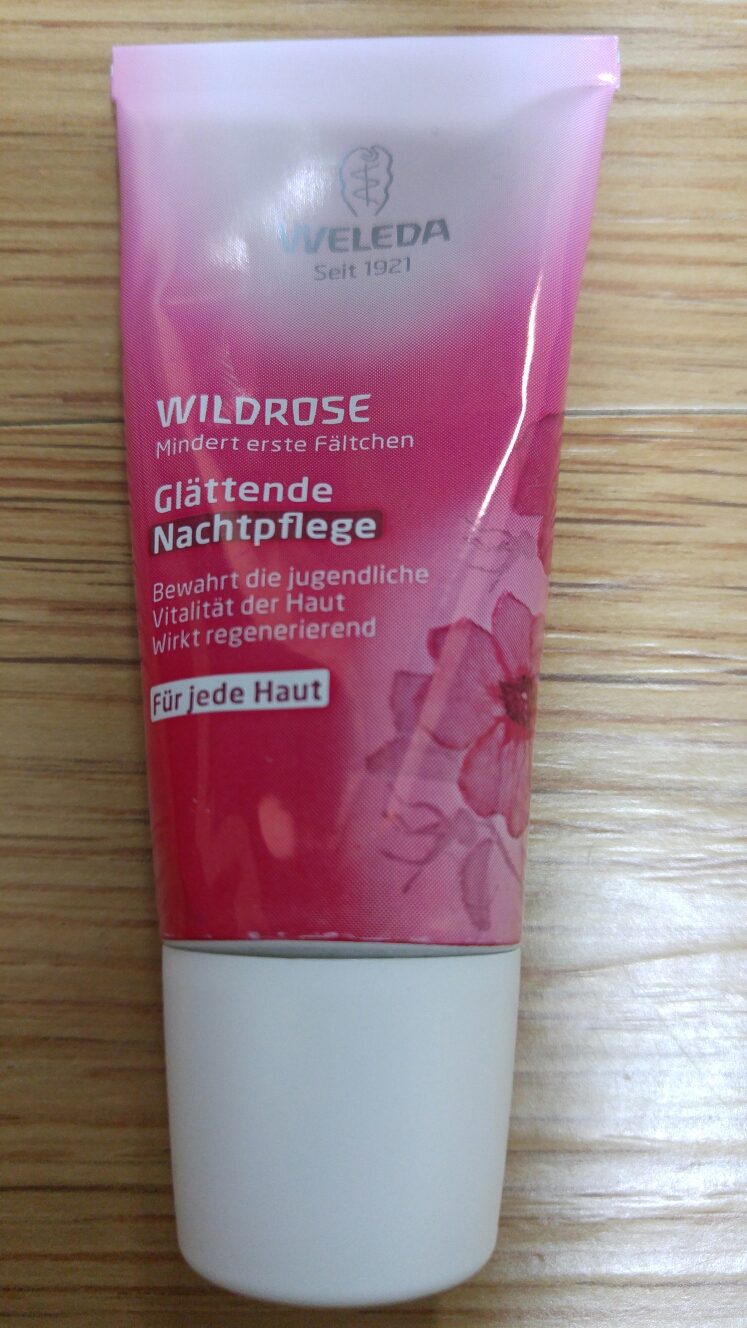 WELEDA
Seit 1921
WILDROSE
Mindert erste Fältchen
Glättende
Nachtpflege
Bewahrt die jugendliche
Vitalität der Haut
Wirkt regenerierend
Für jede Haut